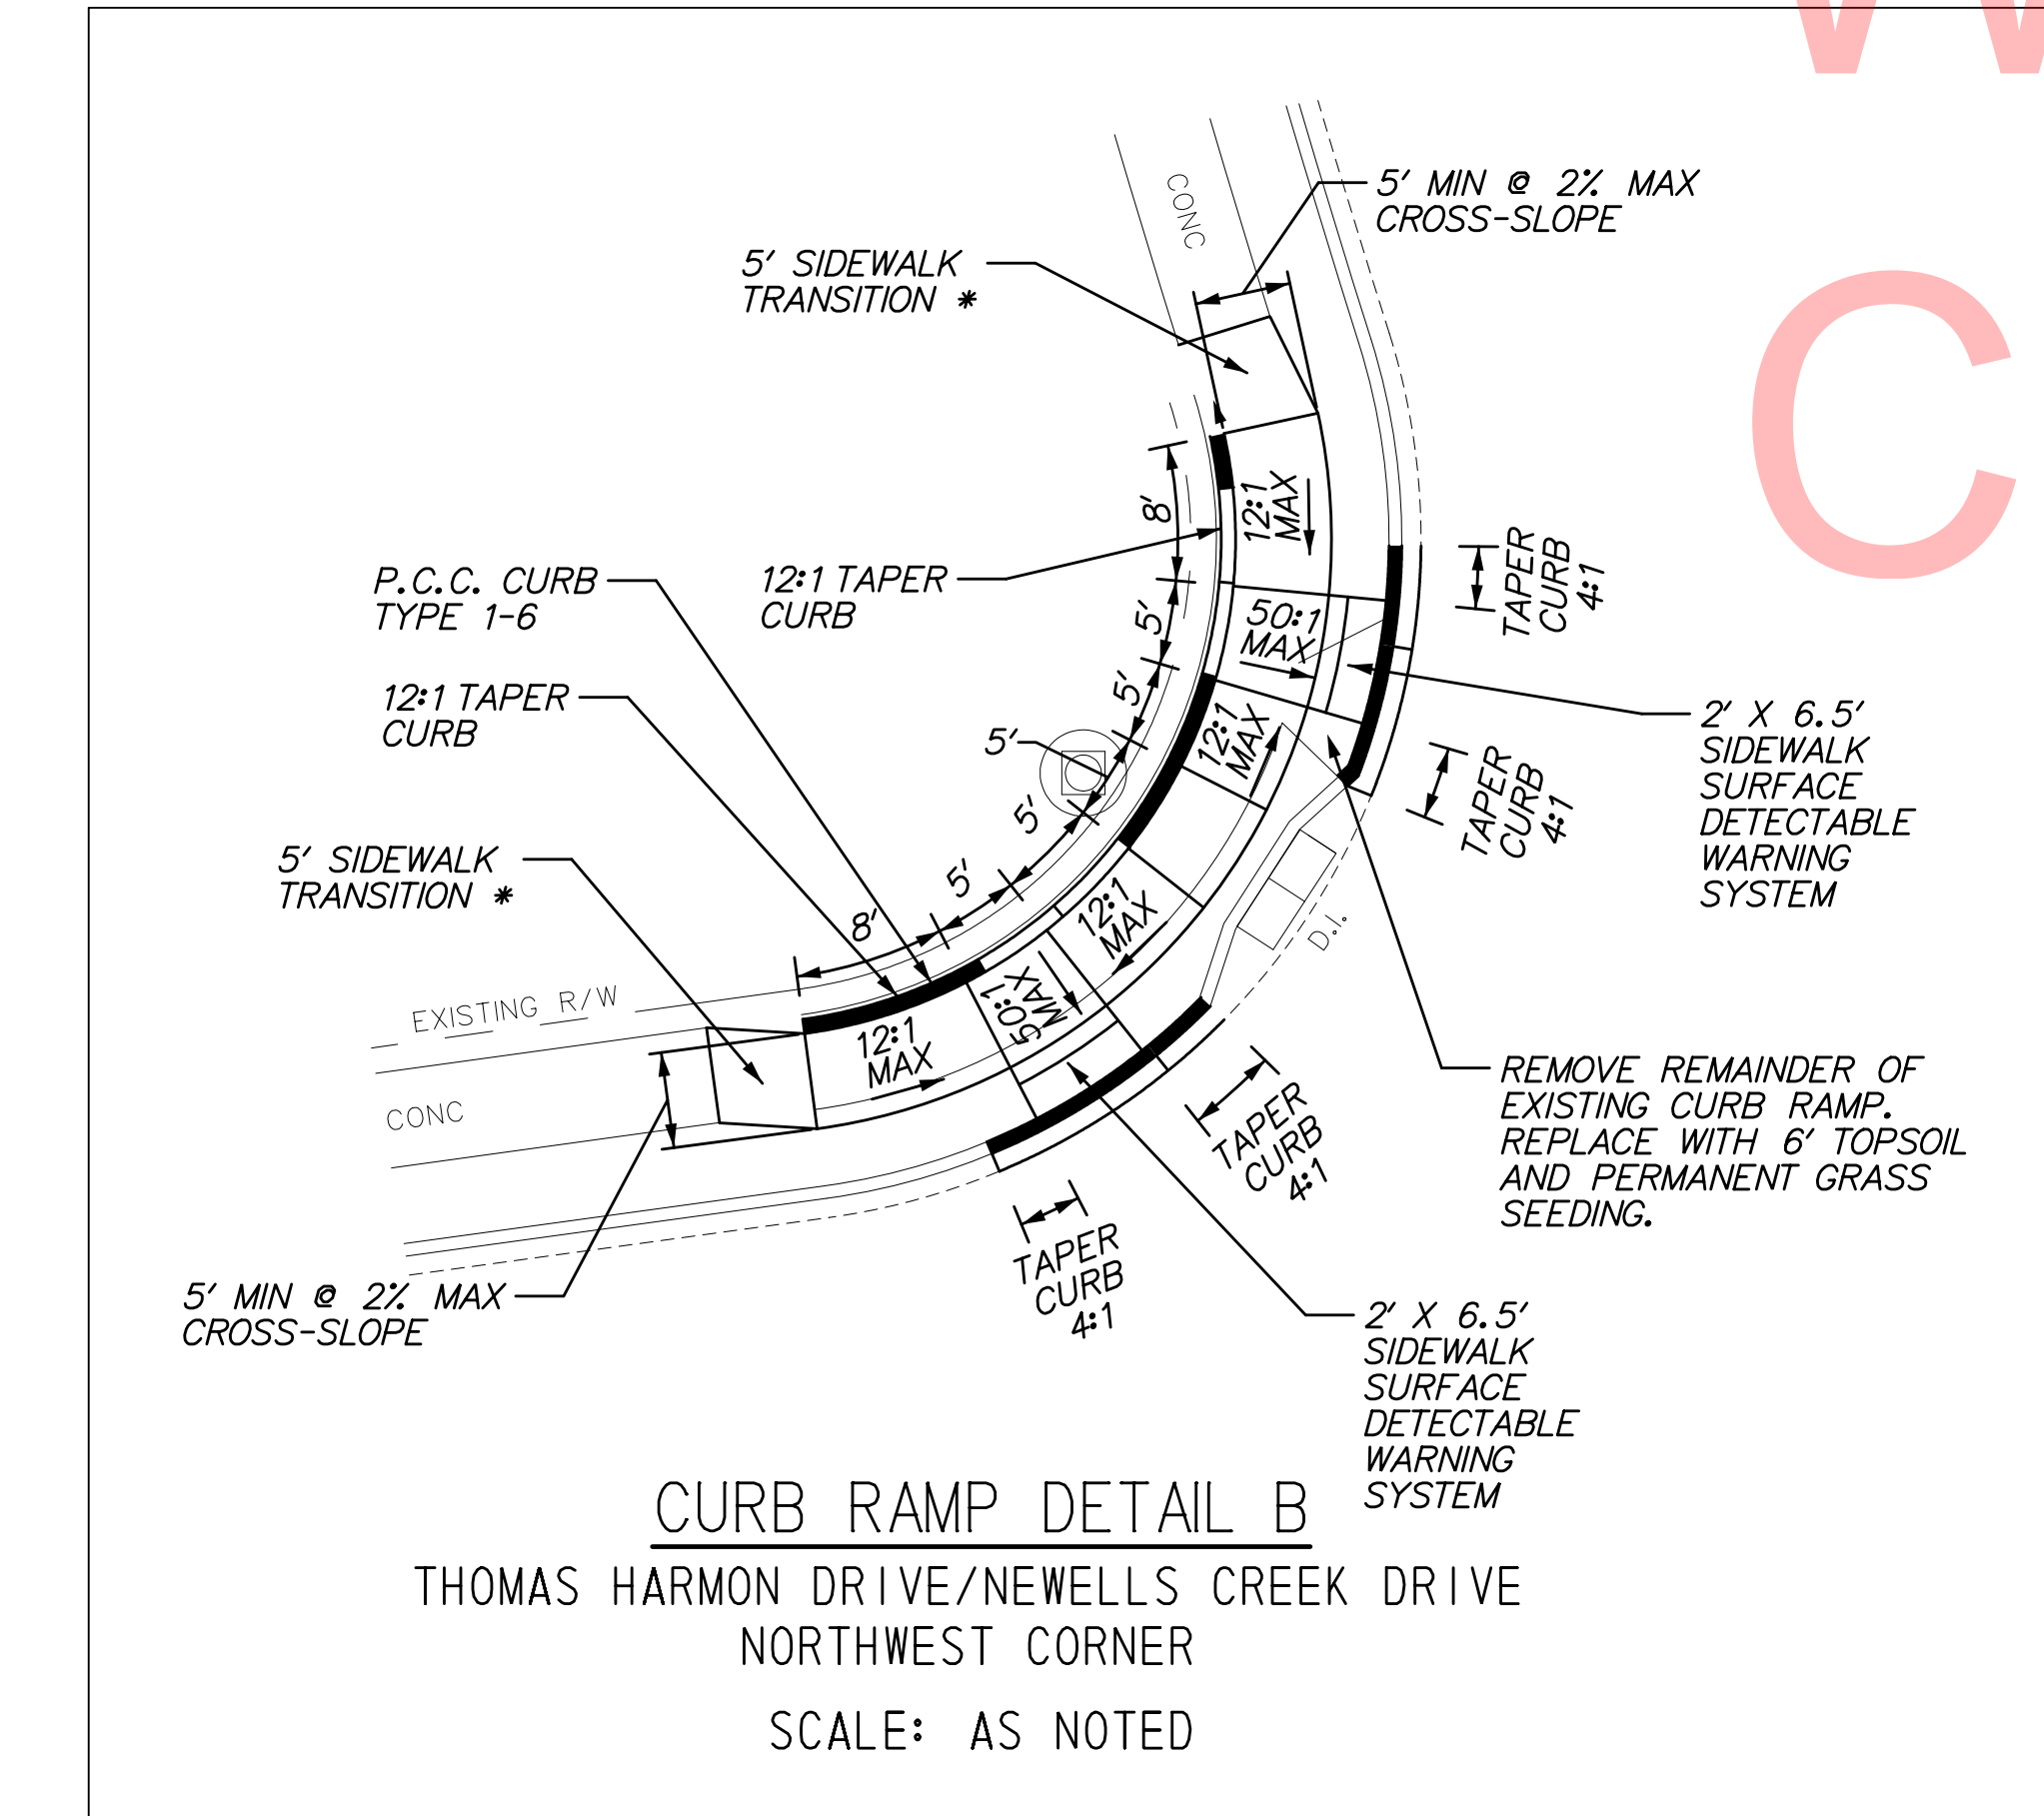 W
C
CONC
5' MIN @ 2% MAX
CROSS-SLOPE
5' SIDEWALK
TRANSITION *
8'
12:1
MAX
P.C.C. CURB
TYPE 1-6
12:1 TAPER
CURB
TAPER
CURB
4:1
5'
50:1
MAX
12:1 TAPER
CURB
5'
12:1
MAX
5'
2' X 6.5'
SIDEWALK
SURFACE
DETECTABLE
WARNING
SYSTEM
TAPER
CURB
4:1
5'
5' SIDEWALK
TRANSITION *
5'
8'
12:1
MAX
D.I.
EXISTING R/W
50:1
MAX
12:1
MAX
CONC
REMOVE REMAINDER OF
EXISTING CURB RAMP.
REPLACE WITH 6' TOPSOIL
AND PERMANENT GRASS
SEEDING.
TAPER
CURB
4:1
TAPER
CURB
4:1
5' MIN @ 2% MAX
CROSS-SLOPE
2' X 6.5'
SIDEWALK
SURFACE
DETECTABLE
WARNING
SYSTEM
CURB RAMP DETAIL B
THOMAS HARMON DRIVE/NEWELLS CREEK DRIVE
NORTHWEST CORNER
SCALE: AS NOTED